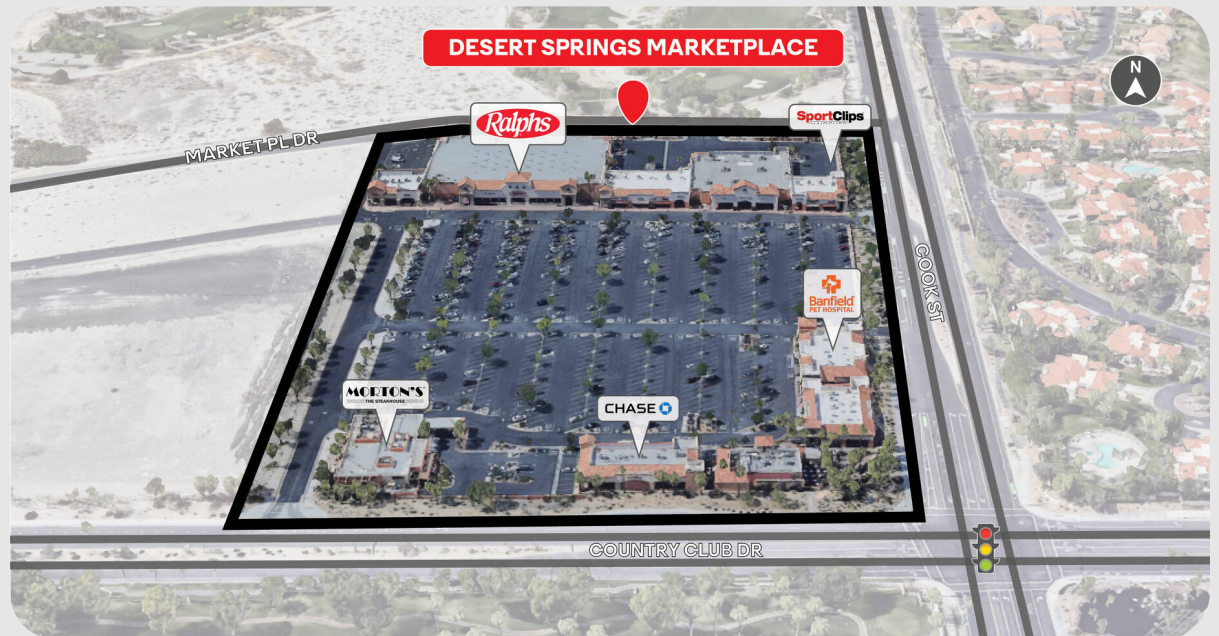 DESERT SPRINGS MARKETPLACE
N
Ralphs
SportClips
MARKET PL DR
COOK ST
Banfield
PET HOSPITAL
MORTON'S
THE STEAKHOUSE
CHASE
COUNTRY CLUB DR